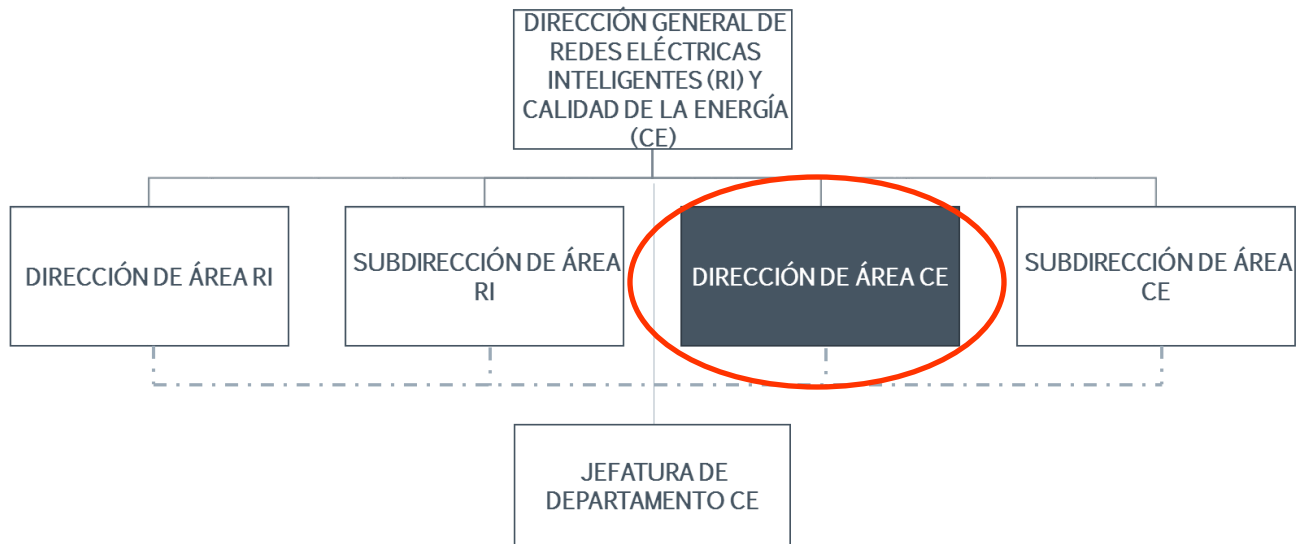 DIRECCIÓN GENERAL DE
REDES ELÉCTRICAS
INTELIGENTES (RI) Y
CALIDAD DE LA ENERGÍA
(CE)
DIRECCIÓN DE ÁREA RI
SUBDIRECCIÓN DE ÁREA
RI
DIRECCIÓN DE ÁREA CE
SUBDIRECCIÓN DE ÁREA
CE
JEFATURA DE
DEPARTAMENTO CE